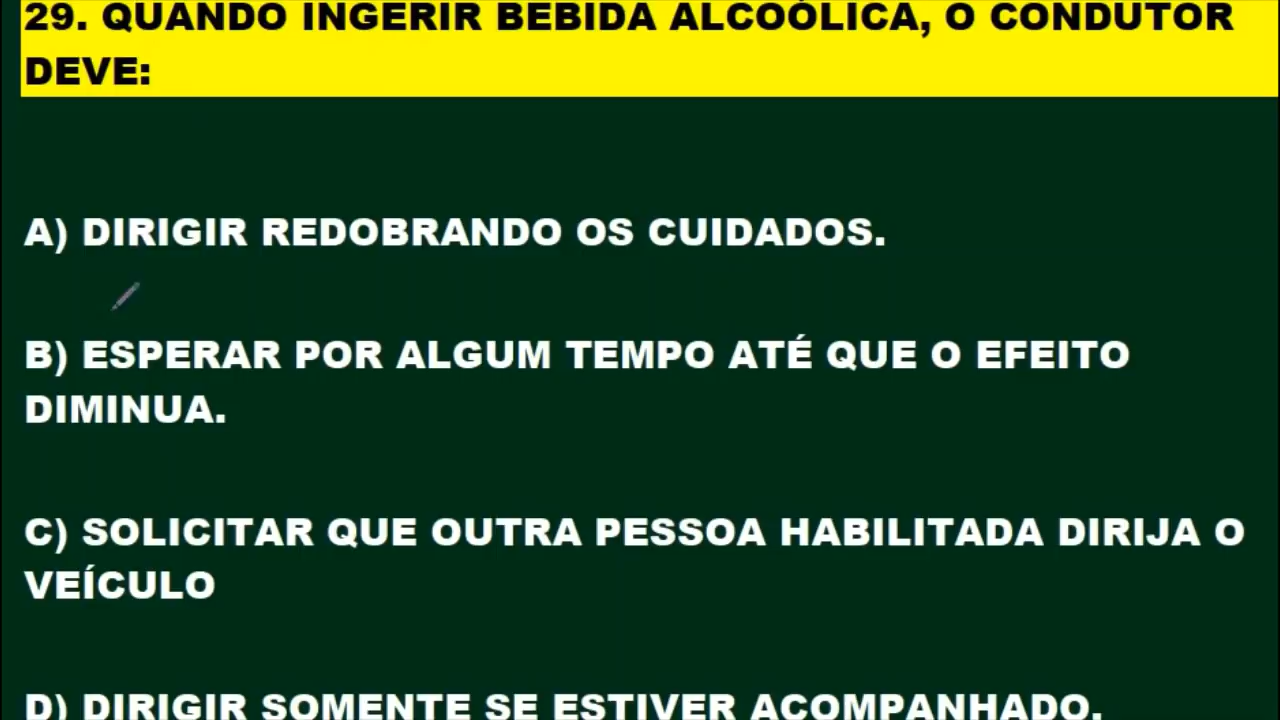 29. QUANDO INGERIR BEBIDA ALCOÓLICA, O CONDUTOR
DEVE:
A) DIRIGIR REDOBRANDO OS CUIDADOS.
B) ESPERAR POR ALGUM TEMPO ATÉ QUE O EFEITO
DIMINUA.
C) SOLICITAR QUE OUTRA PESSOA HABILITADA DIRIJA O
VEÍCULO
D) DIRIGIR SOMENTE SE ESTIVER ACOMPANHADO.